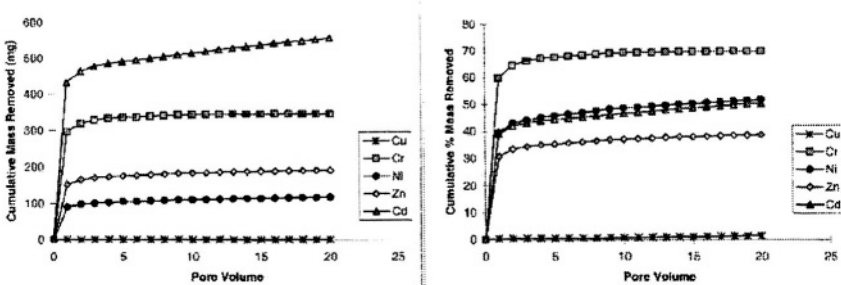 Cumulative Mass Removed (mg)
600
500
400
300
200
100
0
0 5 10 15 20 25
Pore Volume
Cu
Cr
Ni
Zn
Cd
Cumulative % Mass Removed
80
70
60
50
40
30
20
10
0
0 5 10 15 20 25
Pore Volume
Cu
Cr
Ni
Zn
Cd